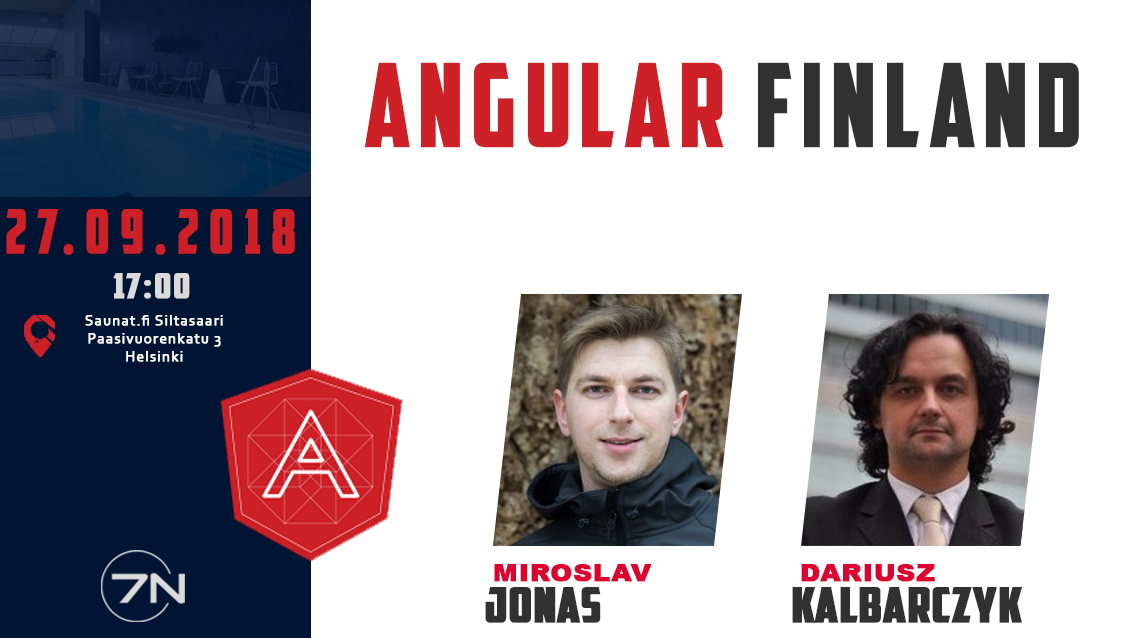 ANGULAR FINLAND
27.09.2018
17:00
Saunat.fi Siltasaari
Paasivuorenkatu 3
Helsinki
A
7N
MIROSLAV
JONAS
DARIUSZ
KALBARCZYK